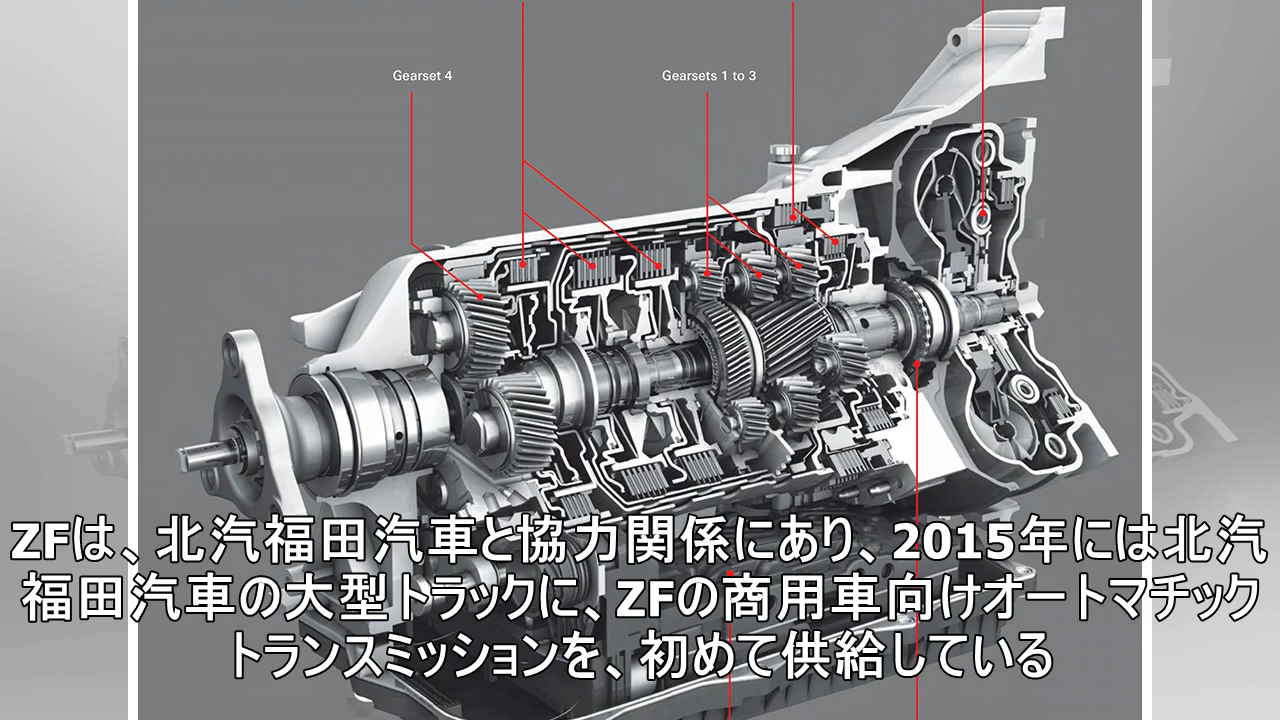 Gearset 4
Gearsets 1 to 3
ZFは、北汽福田汽車と協力関係にあり、2015年には北汽
福田汽車の大型トラックに、ZFの商用車向けオートマチック
トランスミッションを、初めて供給している